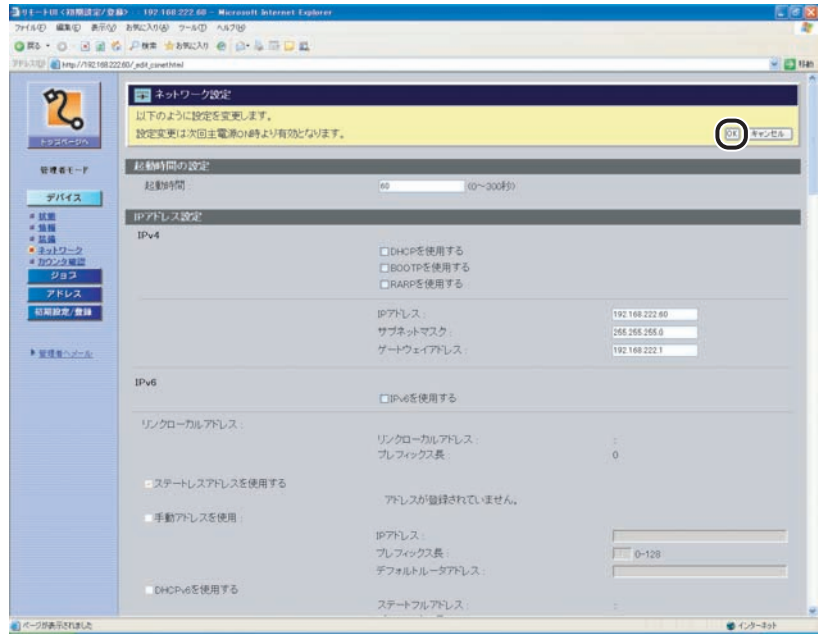 リモートUI <初期設定/登録> : 192.168.222.60 - Microsoft Internet Explorer
ファイル(F) 編集(E) 表示(V) お気に入り(A) ツール(T) ヘルプ(H)
戻る 検索 お気に入り
アドレス(D) http://192.168.222.60/_edit_csnet.html 移動
ネットワーク設定
以下のように設定を変更します。
設定変更は次回主電源ON時より有効となります。
OK キャンセル
トップページへ
管理者モード
デバイス
状態
情報
装備
ネットワーク
カウンタ確認
ジョブ
アドレス
初期設定/登録
管理者へメール
起動時間の設定
起動時間 60 (0~300秒)
IPアドレス設定
IPv4
DHCPを使用する
BOOTPを使用する
RARPを使用する
IPアドレス : 192.168.222.60
サブネットマスク : 255.255.255.0
ゲートウェイアドレス : 192.168.222.1
IPv6
IPv6を使用する
リンクローカルアドレス :
リンクローカルアドレス : :
プレフィックス長 : 0
ステートレスアドレスを使用する
アドレスが登録されていません。
手動アドレスを使用 :
IPアドレス :
プレフィックス長 : 0-128
デフォルトルータアドレス :
DHCPv6を使用する
ステートフルアドレス : :
ページが表示されました インターネット